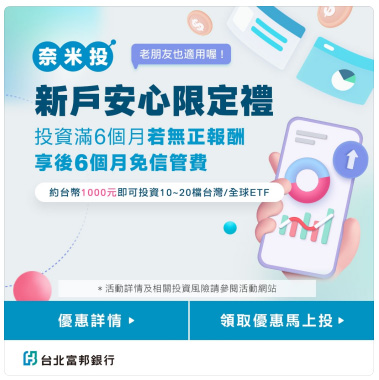 奈米投
老朋友也適用喔！
新戶安心限定禮
投資滿6個月若無正報酬
享後6個月免信管費
約台幣1000元即可投資10~20檔台灣/全球ETF
＊活動詳情及相關投資風險請參閱活動網站
優惠詳情 ▶
領取優惠馬上投 ▶
台北富邦銀行